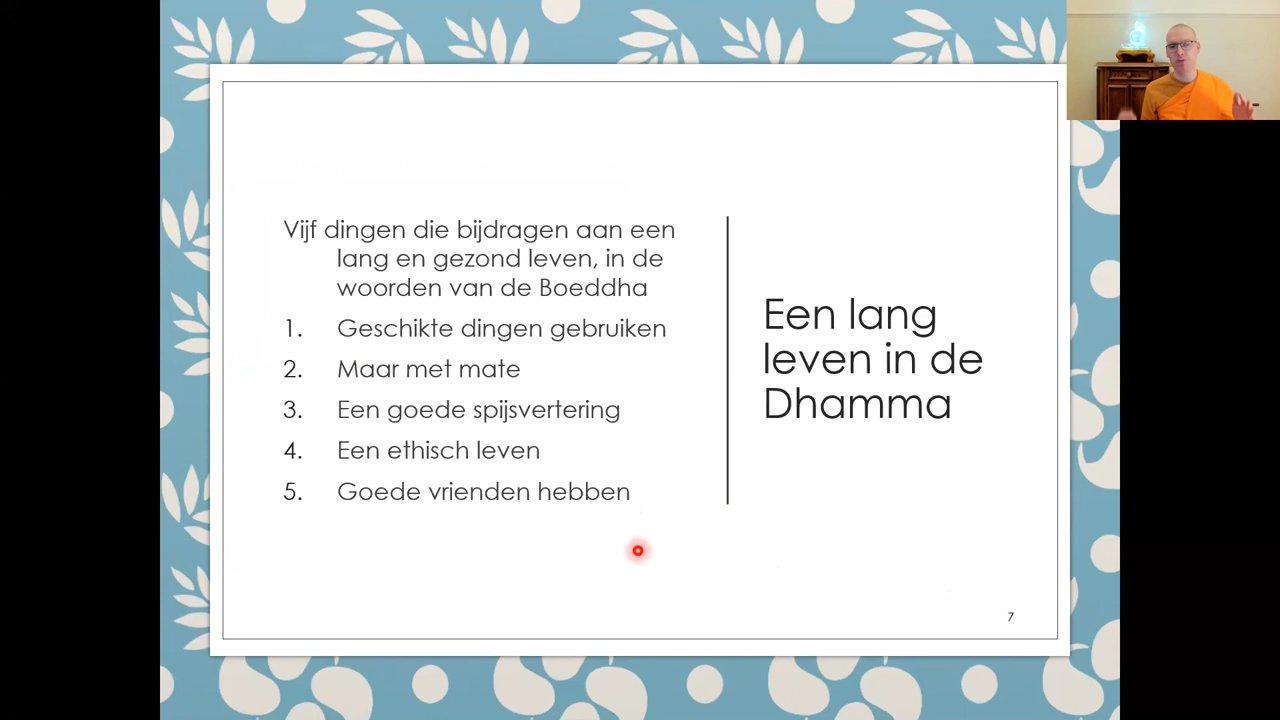 Vijf dingen die bijdragen aan een
lang en gezond leven, in de
woorden van de Boeddha
1. Geschikte dingen gebruiken
2. Maar met mate
3. Een goede spijsvertering
4. Een ethisch leven
5. Goede vrienden hebben
Een lang
leven in de
Dhamma
7